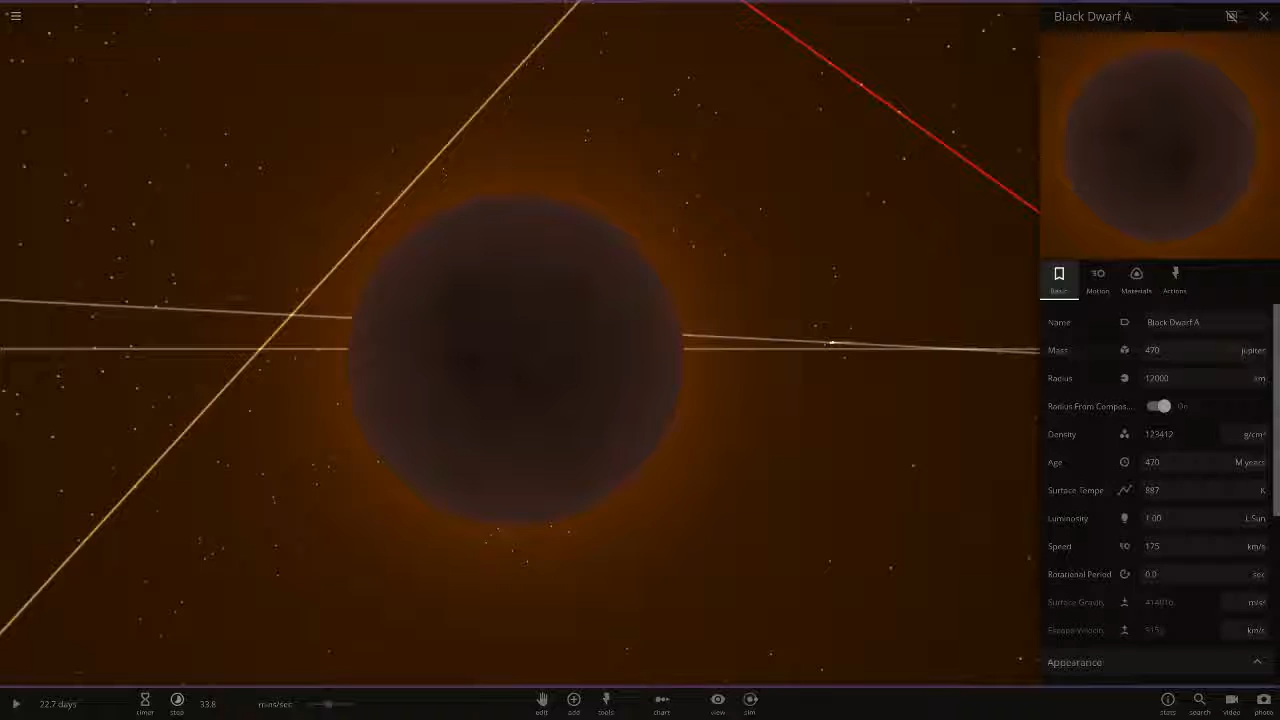 Black Dwarf A
Basic
Motion
Materials
Actions
Name Black Dwarf A
Mass 470 jupiter
Radius 12000 km
Radius From Compos... On
Density 123412 g/cm³
Age 470 M years
Surface Tempe 887 K
Luminosity 1.00 L Sun
Speed 175 km/s
Rotational Period 0.0 sec
Surface Gravity m/s²
Escape Velocity km/s
Appearance
22.7 days
timer
step
33.8 mins/sec
edit
add
tools
chart
view
sim
stats
search
video
photo